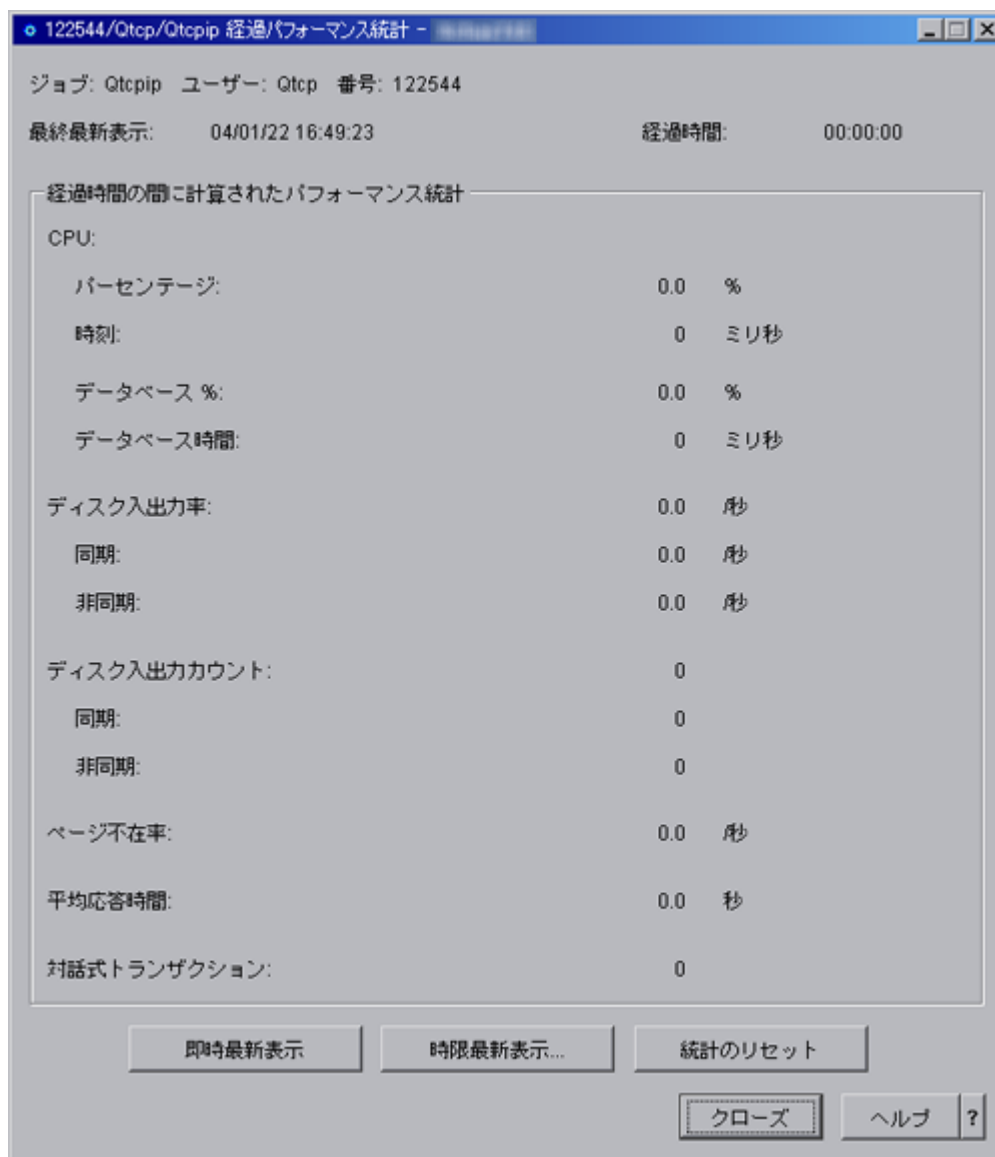 122544/Qtcp/Qtcpip 経過パフォーマンス統計 -
ジョブ: Qtcpip ユーザー: Qtcp 番号: 122544
最終最新表示: 04/01/22 16:49:23 経過時間: 00:00:00
経過時間の間に計算されたパフォーマンス統計
CPU:
パーセンテージ: 0.0 %
時刻: 0 ミリ秒
データベース %: 0.0 %
データベース時間: 0 ミリ秒
ディスク入出力率: 0.0 /秒
同期: 0.0 /秒
非同期: 0.0 /秒
ディスク入出力カウント: 0
同期: 0
非同期: 0
ページ不在率: 0.0 /秒
平均応答時間: 0.0 秒
対話式トランザクション: 0
即時最新表示 時限最新表示... 統計のリセット
クローズ ヘルプ ?